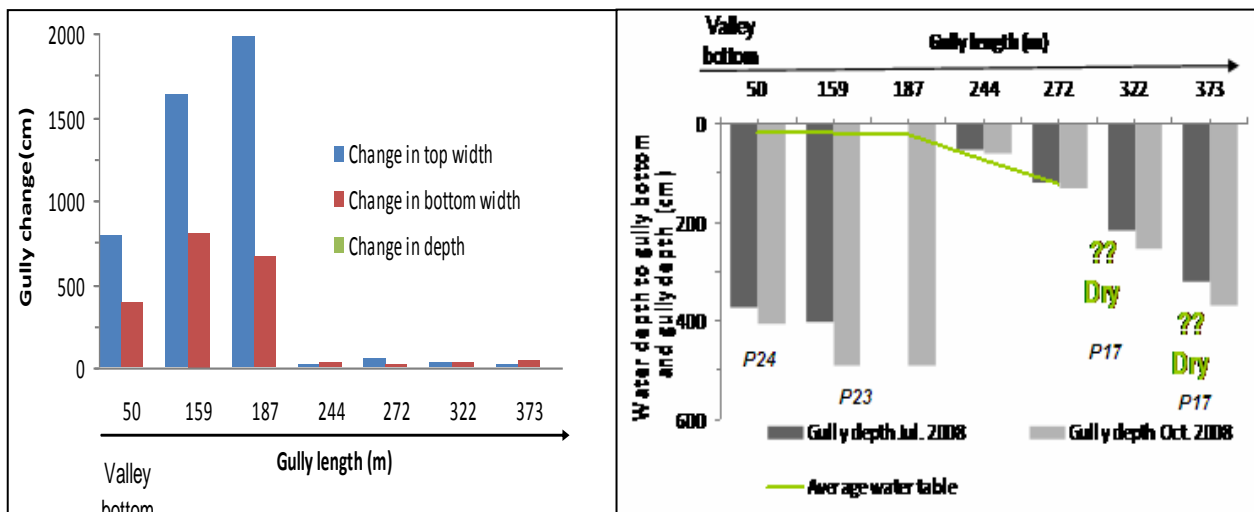 2000
1500
1000
500
0
Gully change(cm)
Change in top width
Change in bottom width
Change in depth
50 159 187 244 272 322 373
Gully length (m)
Valley
bottom
Valley
bottom
Gully length (m)
50 159 187 244 272 322 373
0
200
400
600
Water depth to gully bottom
and gully depth (cm)
??
Dry
??
Dry
P24
P23
P17
P17
Gully depth Jul. 2008
Gully depth Oct. 2008
Average water table